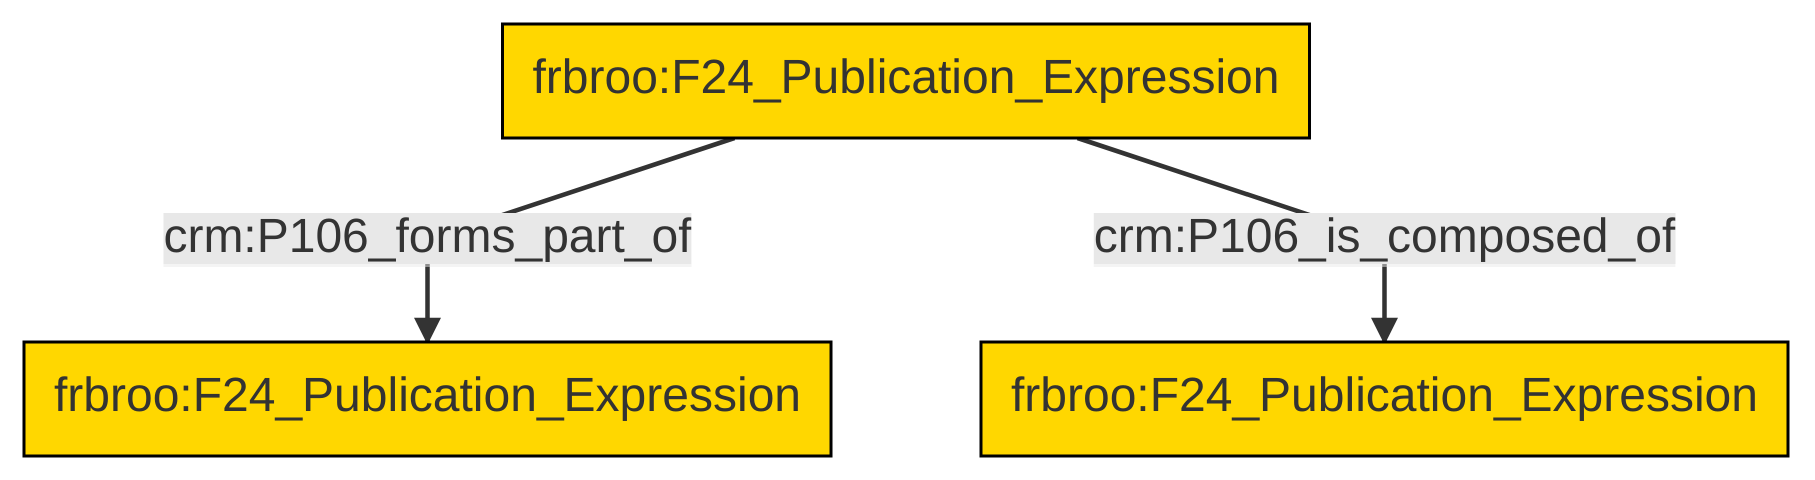 frbroo:F24_Publication_Expression
crm:P106_forms_part_of
crm:P106_is_composed_of
frbroo:F24_Publication_Expression
frbroo:F24_Publication_Expression